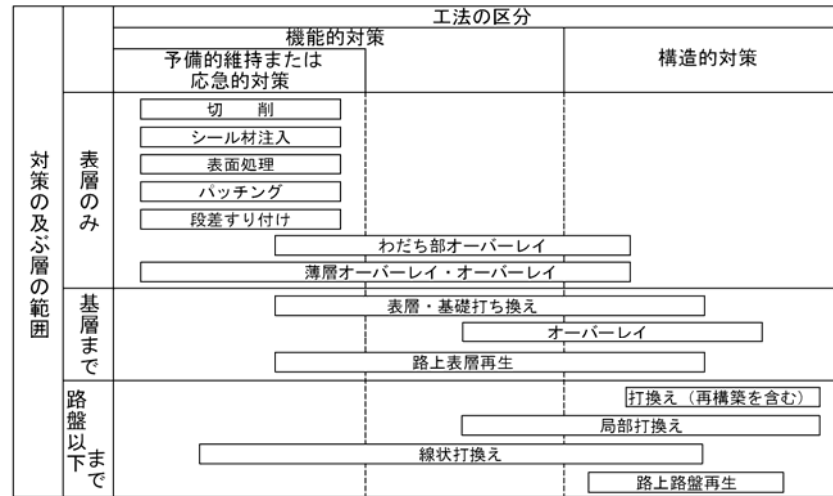 工法の区分
機能的対策
構造的対策
予備的維持または
応急的対策
対策の及ぶ層の範囲
表層のみ
切　削
シール材注入
表面処理
パッチング
段差すり付け
わだち部オーバーレイ
薄層オーバーレイ・オーバーレイ
基層まで
表層・基礎打ち換え
オーバーレイ
路上表層再生
路盤以下まで
打換え（再構築を含む）
局部打換え
線状打換え
路上路盤再生